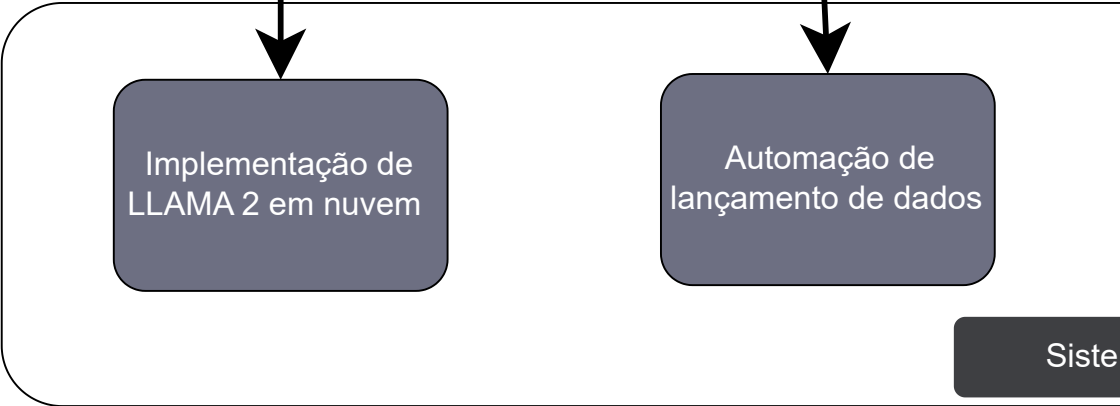 Implementação de
LLAMA 2 em nuvem
Automação de
lançamento de dados
Siste